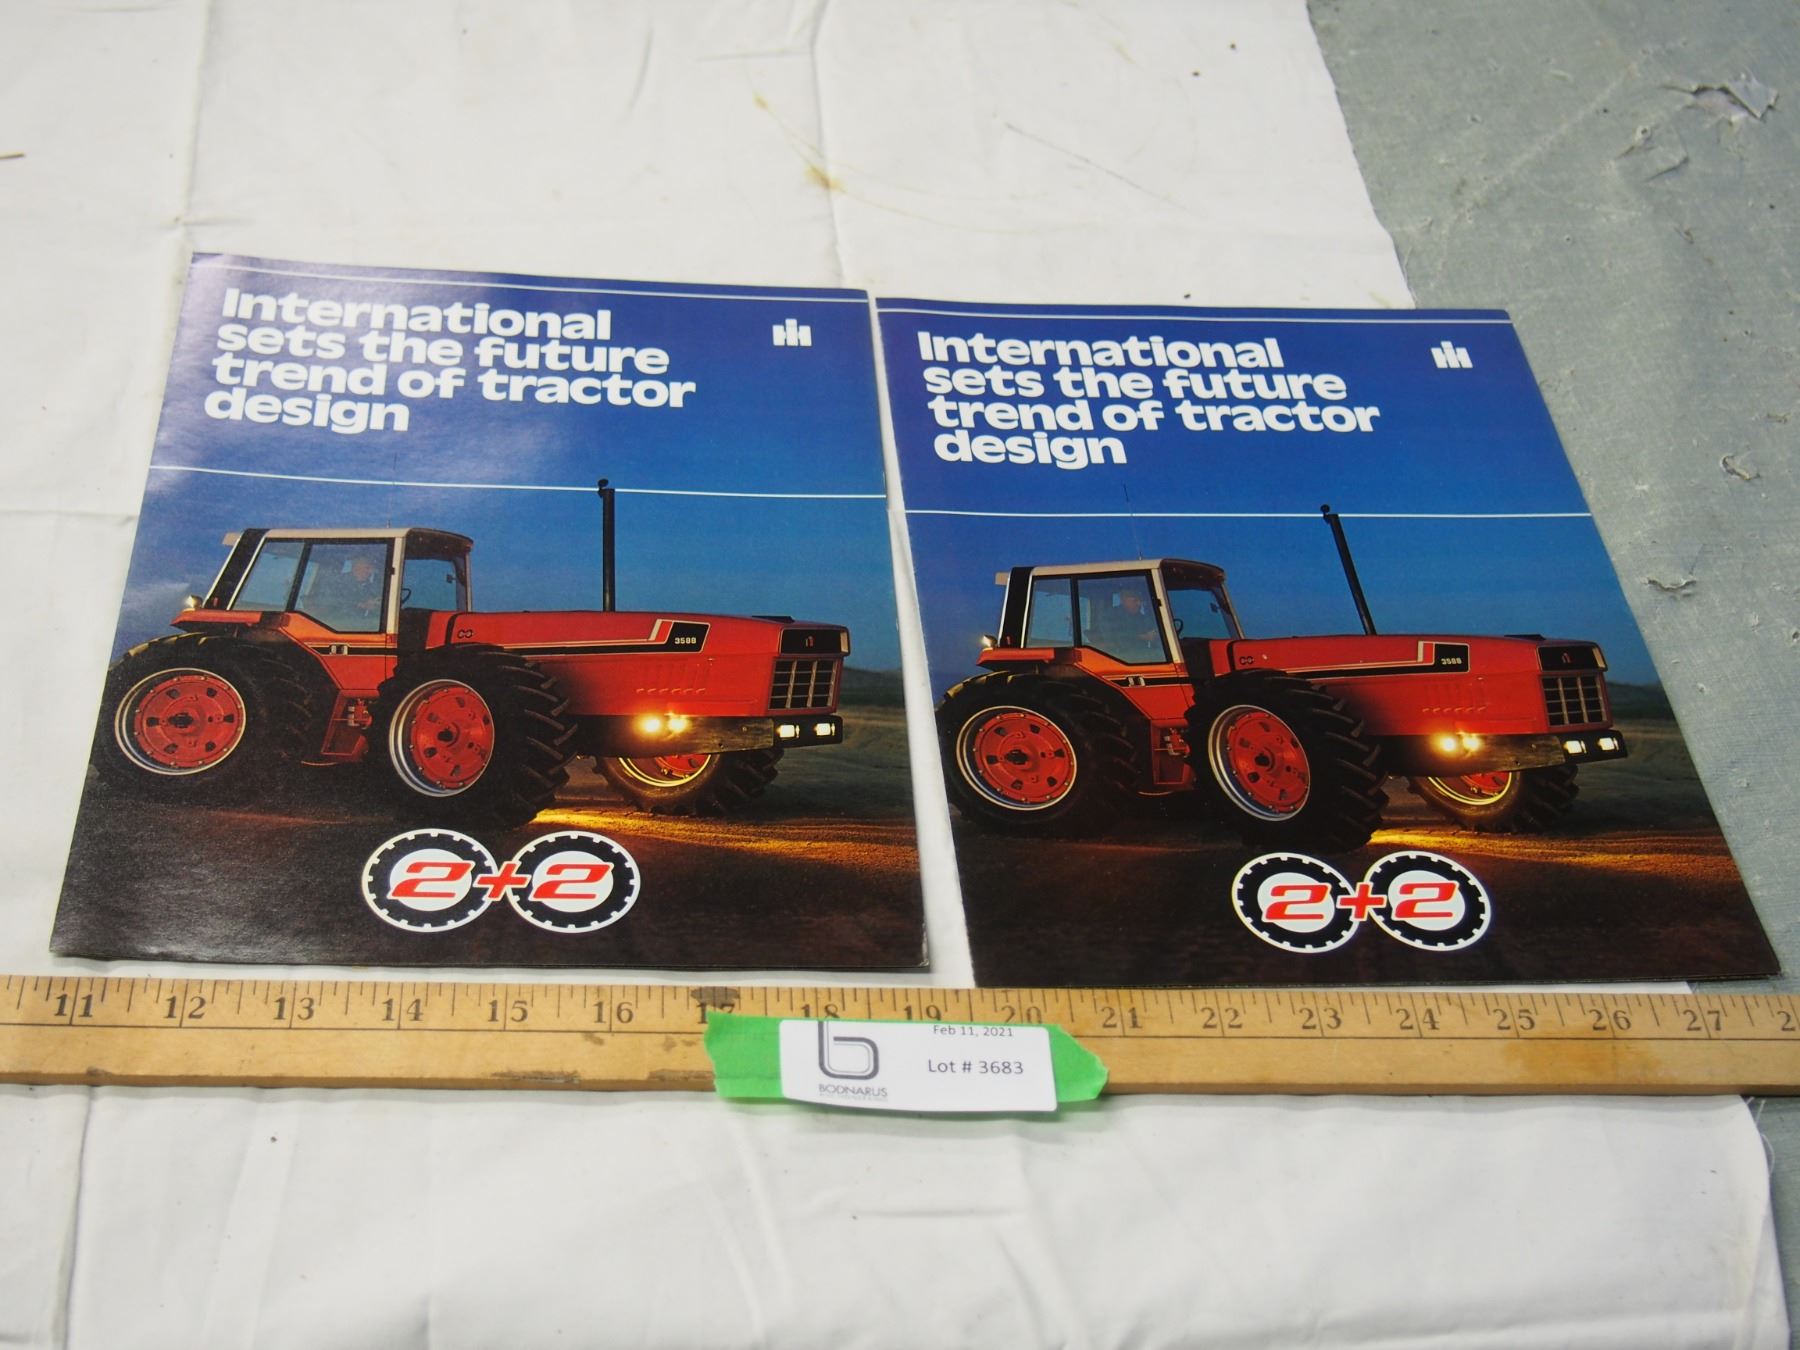 International
sets the future
trend of tractor
design
3588
2+2
International
sets the future
trend of tractor
design
3588
2+2
11 12 13 14 15 16 17 18 19 20 21 22 23 24 25 26 27
Feb 11, 2021
Lot # 3683
BODNARUS